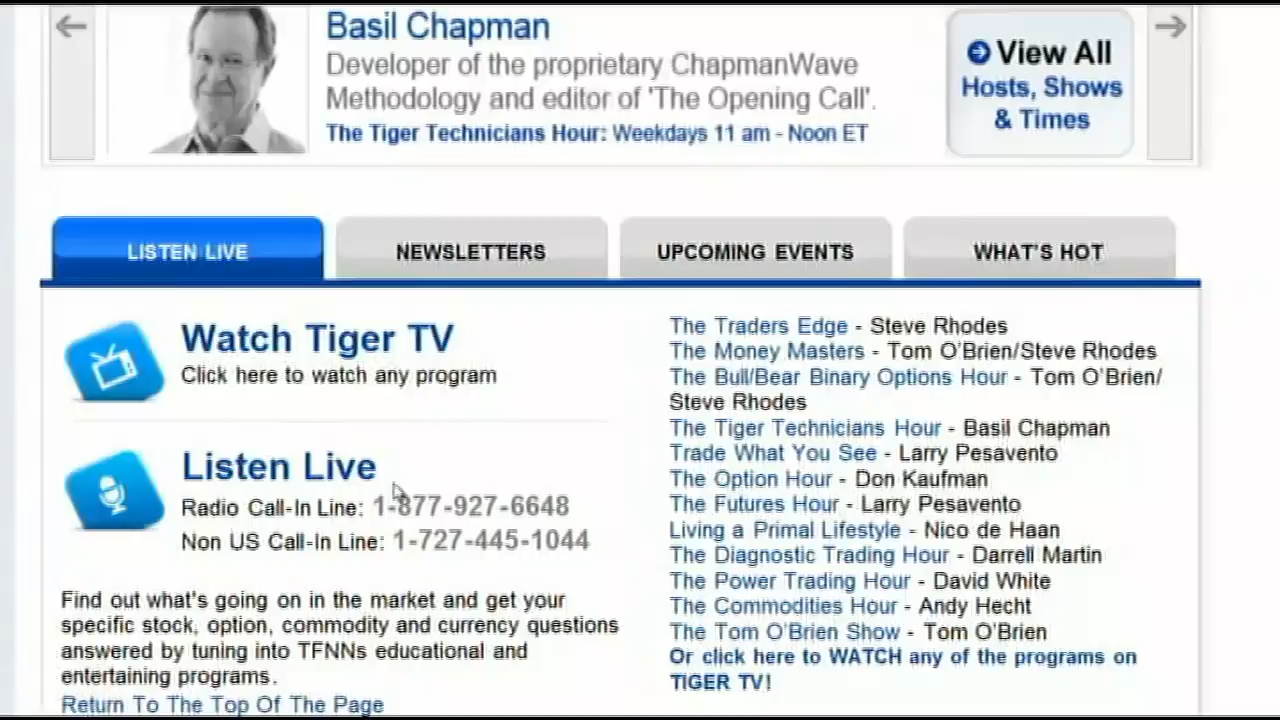 Basil Chapman
Developer of the proprietary ChapmanWave
Methodology and editor of 'The Opening Call'.
The Tiger Technicians Hour: Weekdays 11 am - Noon ET
View All
Hosts, Shows
& Times
LISTEN LIVE
NEWSLETTERS
UPCOMING EVENTS
WHAT'S HOT
Watch Tiger TV
Click here to watch any program
Listen Live
Radio Call-In Line: 1-877-927-6648
Non US Call-In Line: 1-727-445-1044
Find out what's going on in the market and get your
specific stock, option, commodity and currency questions
answered by tuning into TFNNs educational and
entertaining programs.
Return To The Top Of The Page
The Traders Edge - Steve Rhodes
The Money Masters - Tom O'Brien/Steve Rhodes
The Bull/Bear Binary Options Hour - Tom O'Brien/
Steve Rhodes
The Tiger Technicians Hour - Basil Chapman
Trade What You See - Larry Pesavento
The Option Hour - Don Kaufman
The Futures Hour - Larry Pesavento
Living a Primal Lifestyle - Nico de Haan
The Diagnostic Trading Hour - Darrell Martin
The Power Trading Hour - David White
The Commodities Hour - Andy Hecht
The Tom O'Brien Show - Tom O'Brien
Or click here to WATCH any of the programs on
TIGER TV!